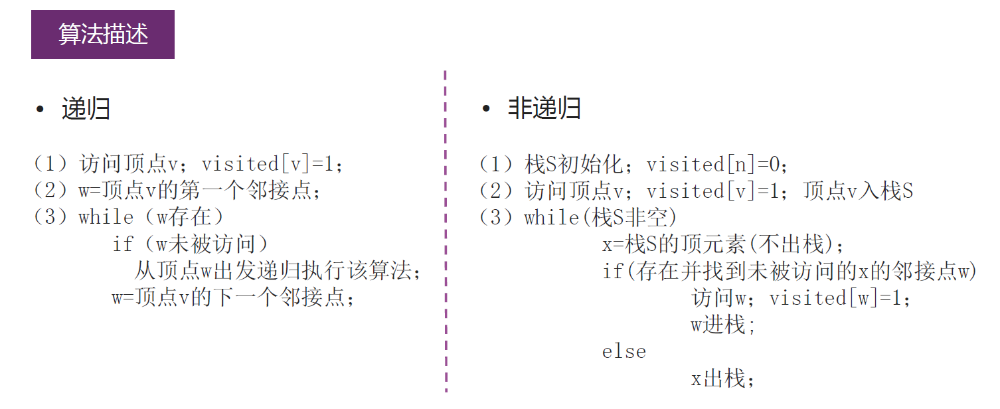 算法描述
• 递归
（1）访问顶点v；visited[v]=1；
（2）w=顶点v的第一个邻接点；
（3）while（w存在）
if（w未被访问）
从顶点w出发递归执行该算法；
w=顶点v的下一个邻接点；
• 非递归
（1）栈S初始化；visited[n]=0；
（2）访问顶点v；visited[v]=1；顶点v入栈S
（3）while(栈S非空)
x=栈S的顶元素(不出栈)；
if(存在并找到未被访问的x的邻接点w)
访问w；visited[w]=1；
w进栈;
else
x出栈；